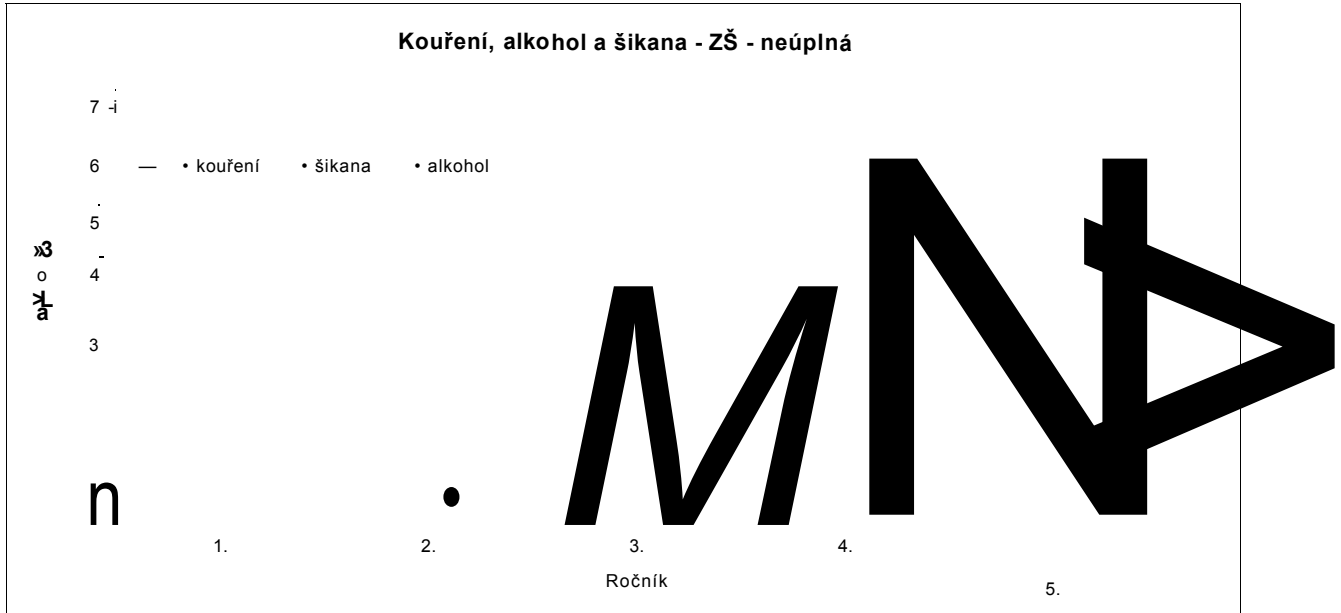 Kouření, alkohol a šikana - ZŠ - neúplná
7 -i
6 — • kouření • šikana • alkohol
5
»3
o 4
a
3
n • M N >
1. 2. 3. 4.
Ročník
5.